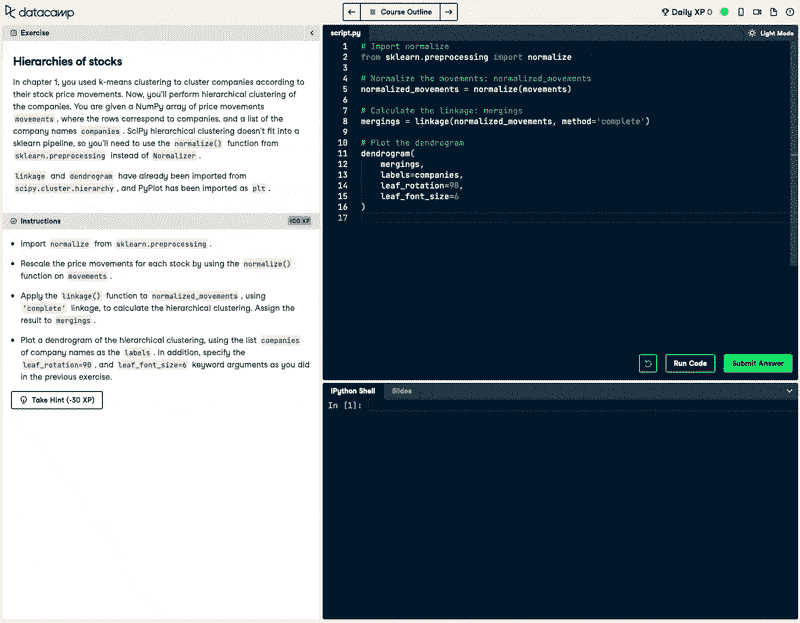 datacamp
Course Outline
Daily XP 0
Exercise
Hierarchies of stocks
In chapter 1, you used k-means clustering to cluster companies according to
their stock price movements. Now, you'll perform hierarchical clustering of
the companies. You are given a NumPy array of price movements
movements , where the rows correspond to companies, and a list of the
company names companies . SciPy hierarchical clustering doesn't fit into a
sklearn pipeline, so you'll need to use the normalize() function from
sklearn.preprocessing instead of Normalizer .
linkage and dendrogram have already been imported from
scipy.cluster.hierarchy , and PyPlot has been imported as plt .
Instructions
100 XP
Import normalize from sklearn.preprocessing .
Rescale the price movements for each stock by using the normalize()
function on movements .
Apply the linkage() function to normalized_movements , using
'complete' linkage, to calculate the hierarchical clustering. Assign the
result to mergings .
Plot a dendrogram of the hierarchical clustering, using the list companies
of company names as the labels . In addition, specify the
leaf_rotation=90 , and leaf_font_size=6 keyword arguments as you did
in the previous exercise.
Take Hint (-30 XP)
script.py
Light Mode
1 # Import normalize
2 from sklearn.preprocessing import normalize
3
4 # Normalize the movements: normalized_movements
5 normalized_movements = normalize(movements)
6
7 # Calculate the linkage: mergings
8 mergings = linkage(normalized_movements, method='complete')
9
10 # Plot the dendrogram
11 dendrogram(
12 mergings,
13 labels=companies,
14 leaf_rotation=90,
15 leaf_font_size=6
16 )
17
Run Code
Submit Answer
IPython Shell
Slides
In [1]: